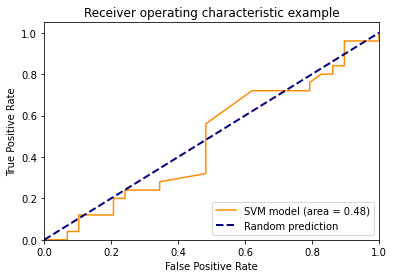 Receiver operating characteristic example
1.0
0.8
0.6
0.4
0.2
0.0
True Positive Rate
SVM model (area = 0.48)
Random prediction
0.0 0.2 0.4 0.6 0.8 1.0
False Positive Rate